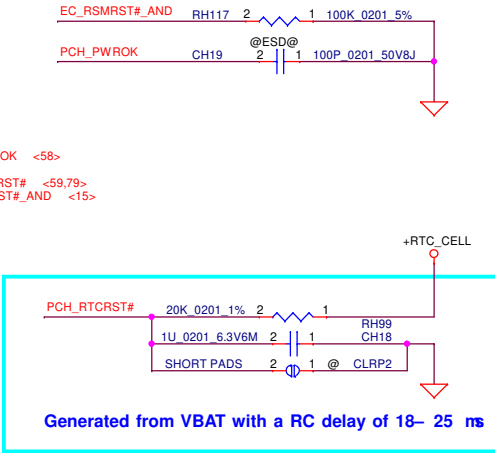 EC_RSMRST#_AND RH117 2 1 100K_0201_5%
@ESD@
PCH_PWROK CH19 2 1 100P_0201_50V8J
OK <58>
RST# <59,79>
ST#_AND <15>
+RTC_CELL
PCH_RTCRST# 20K_0201_1% 2 1
RH99
1U_0201_6.3V6M 2 1 CH18
SHORT PADS 2 1 @ CLRP2
Generated from VBAT with a RC delay of 18– 25 ms